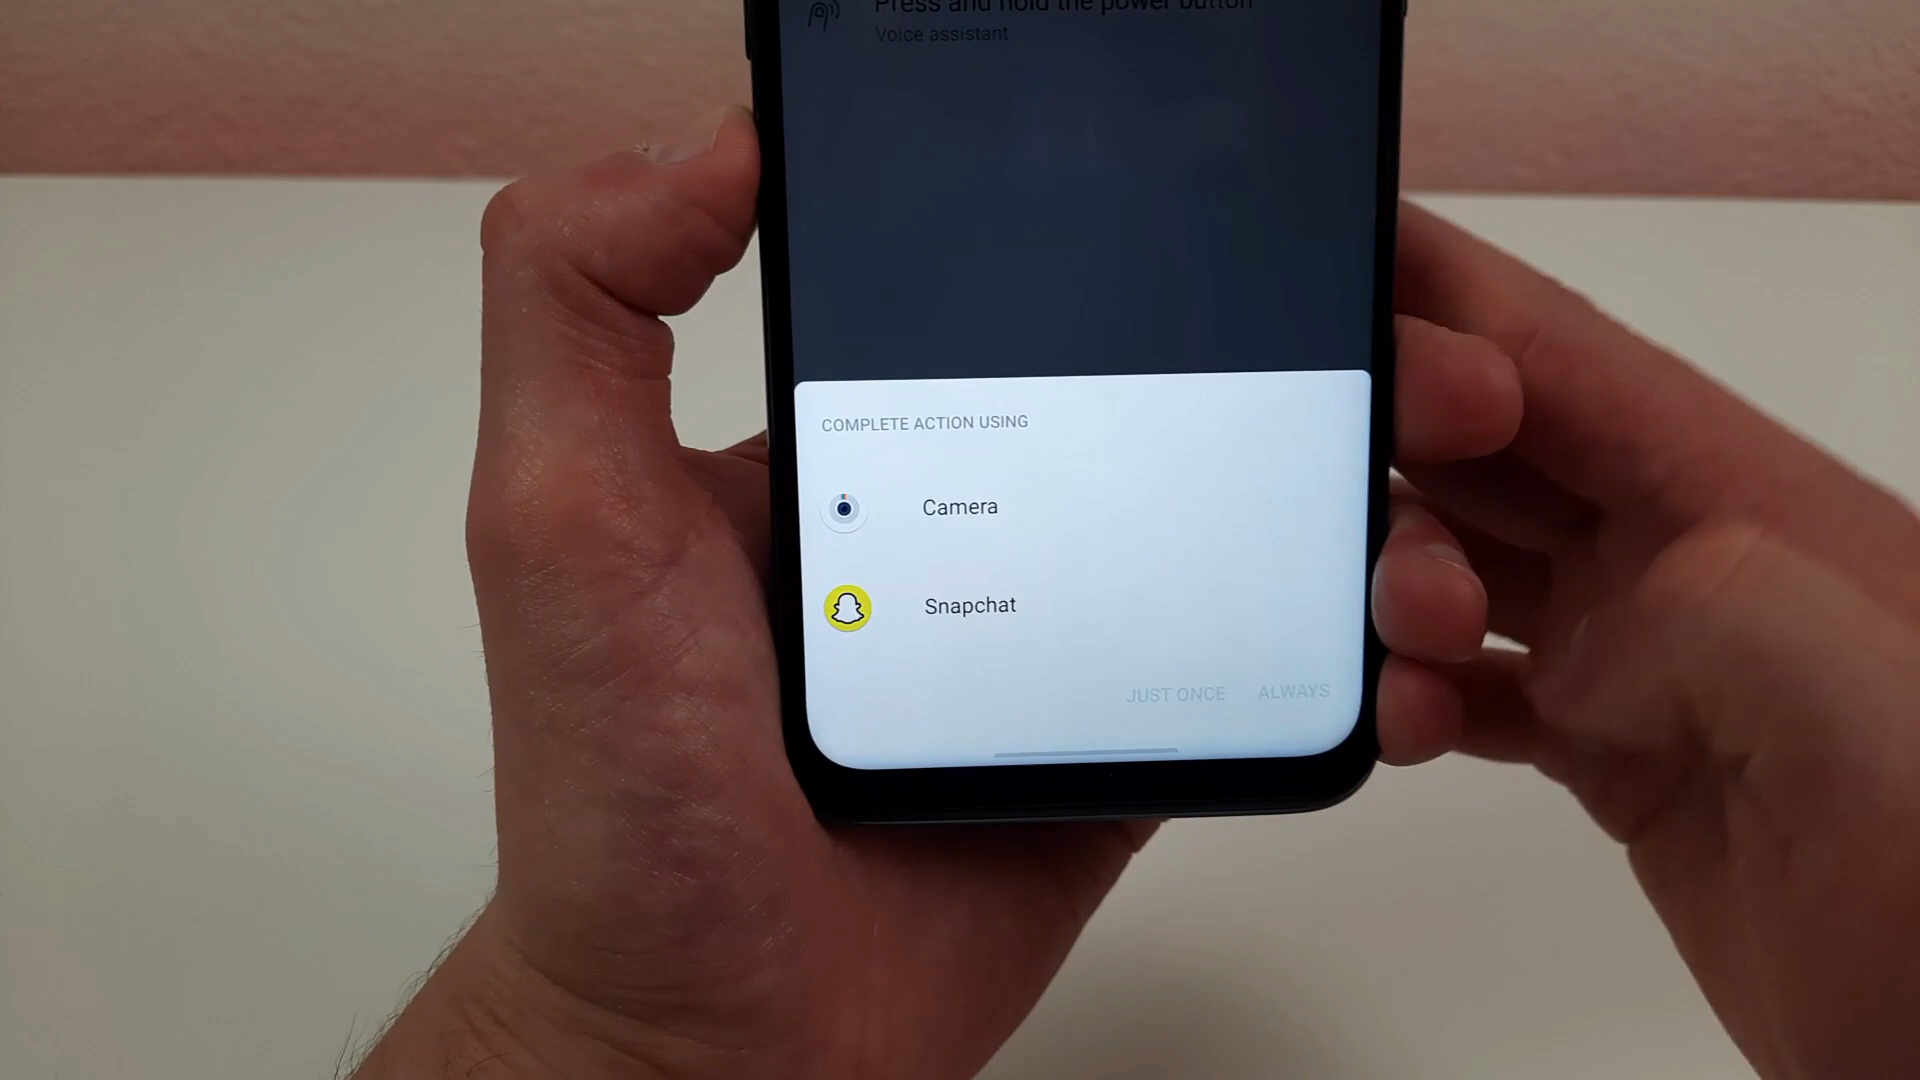 Press and hold the power button
Voice assistant
COMPLETE ACTION USING
Camera
Snapchat
JUST ONCE ALWAYS